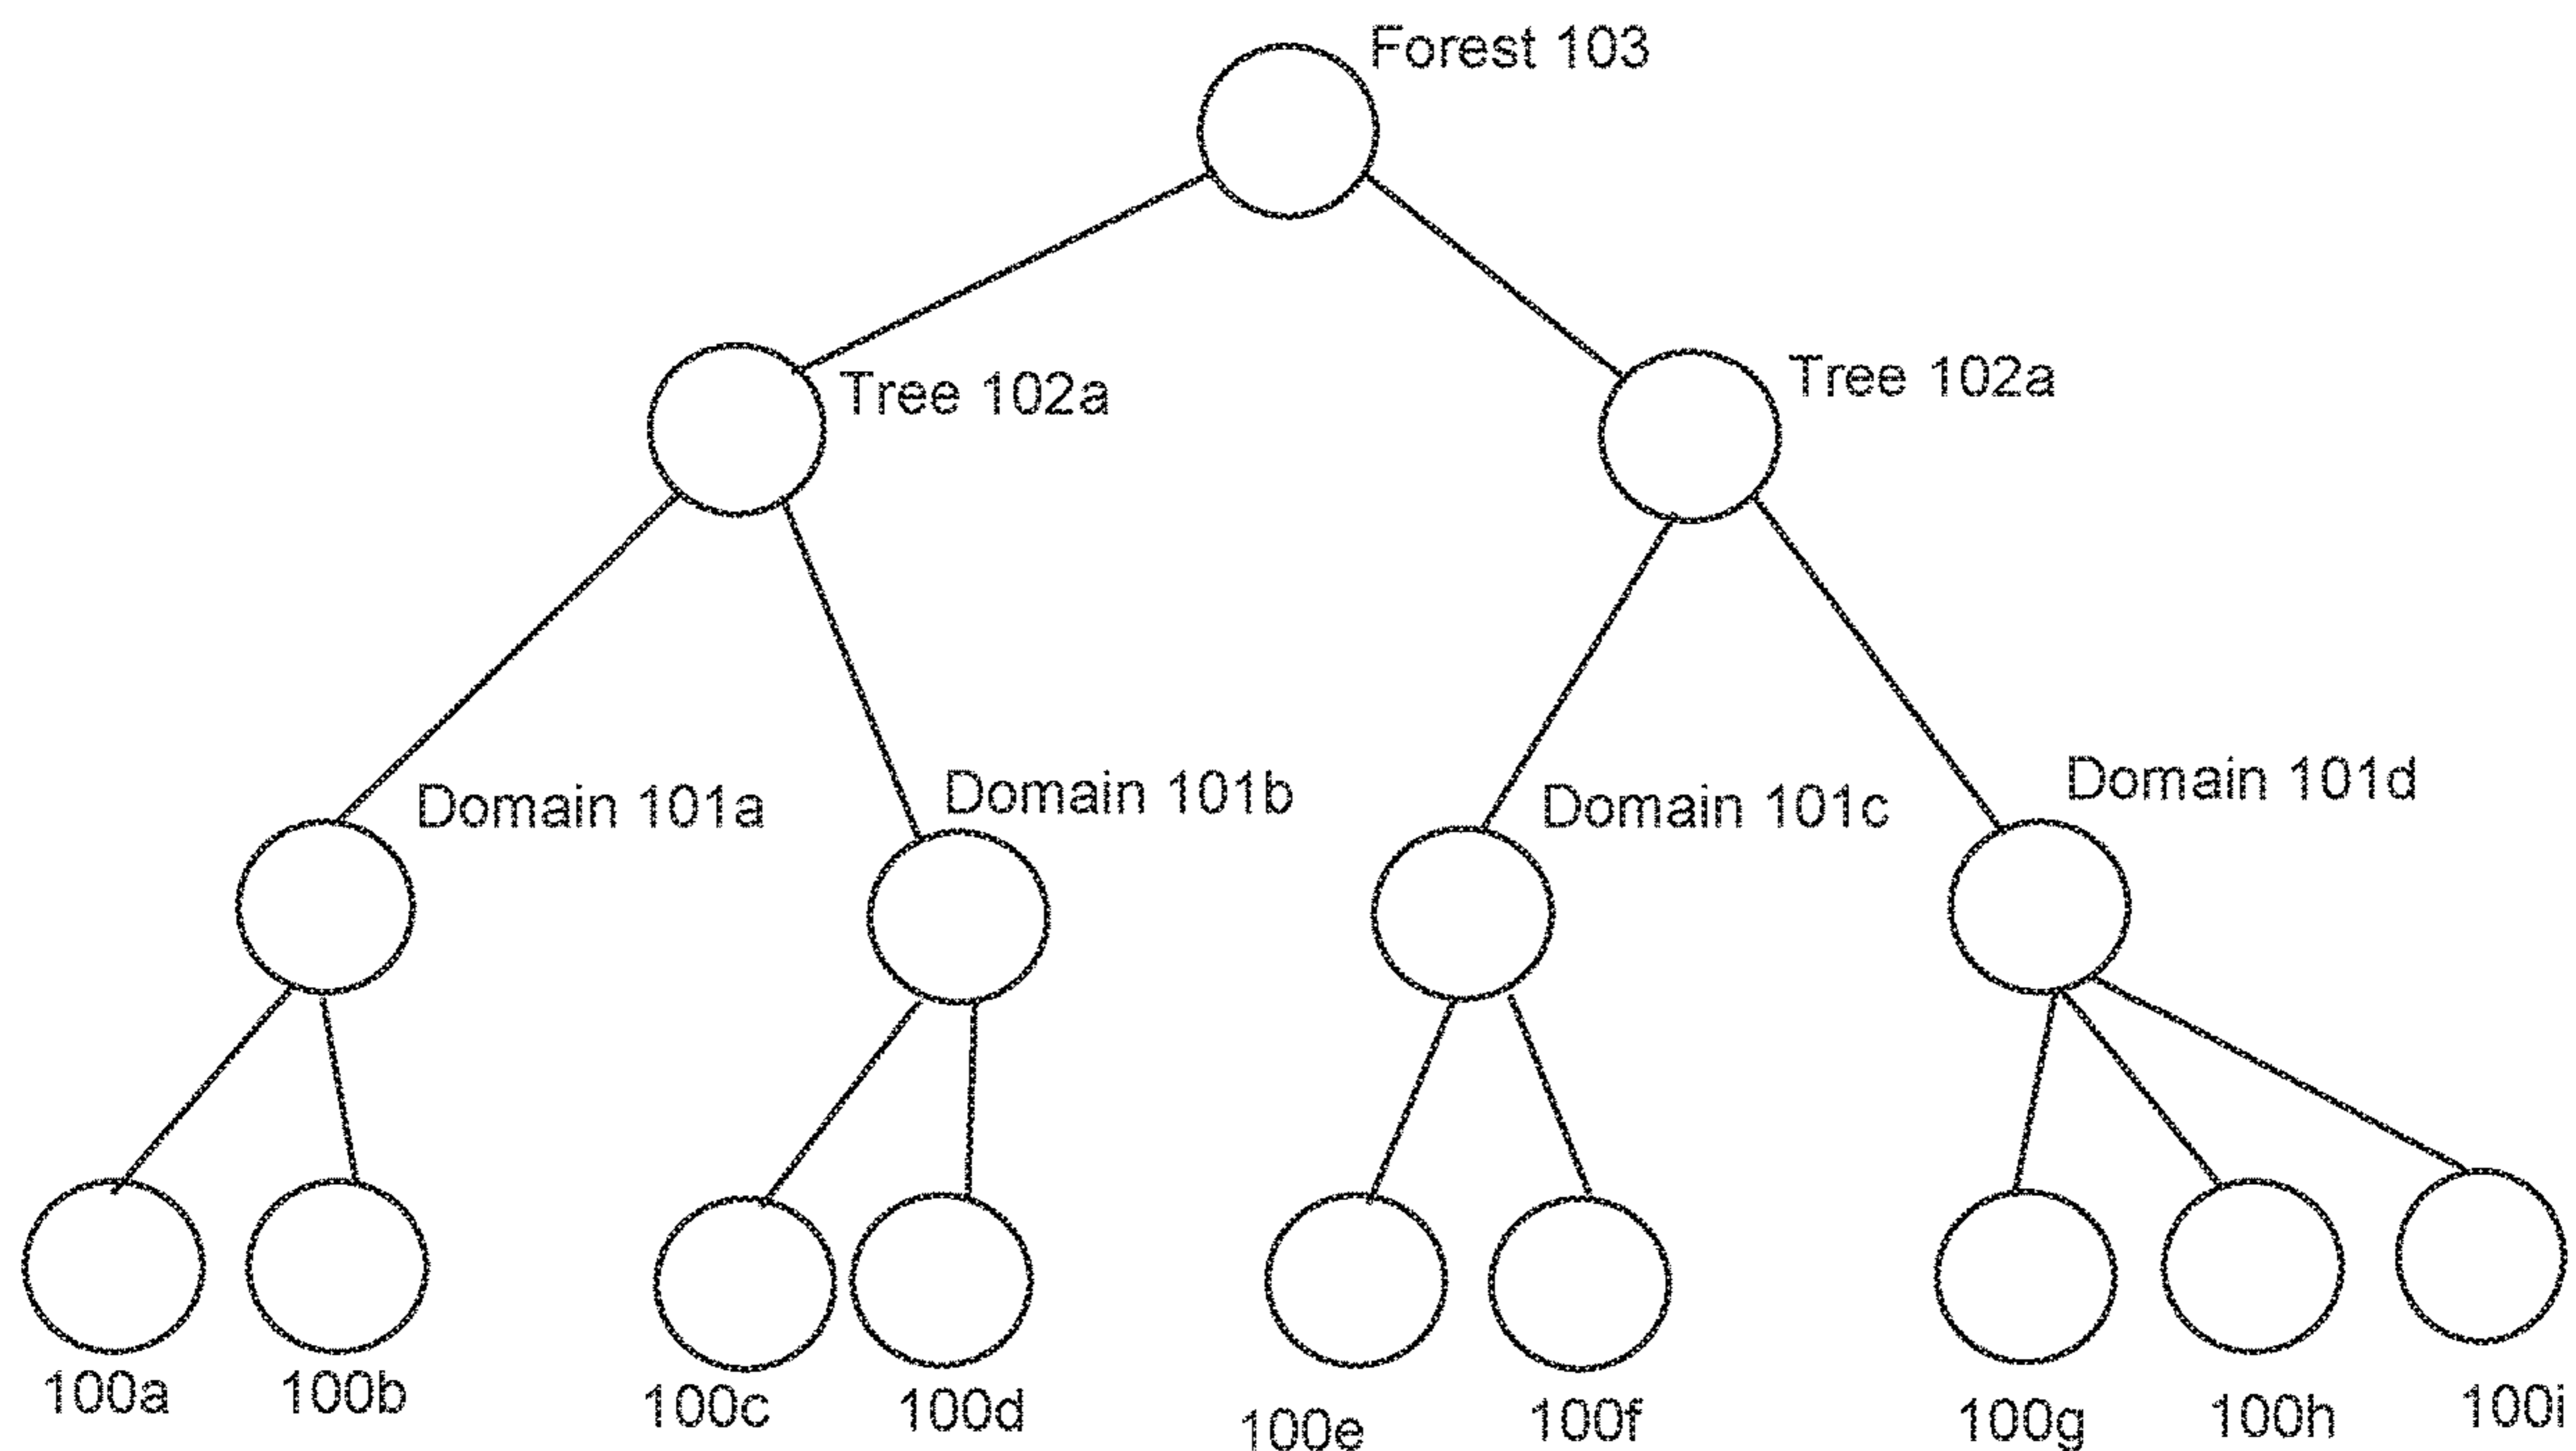 Forest 103
Tree 102a
Tree 102a
Domain 101a
Domain 101b
Domain 101c
Domain 101d
100a
100b
100c
100d
100e
100f
100g
100h
100i